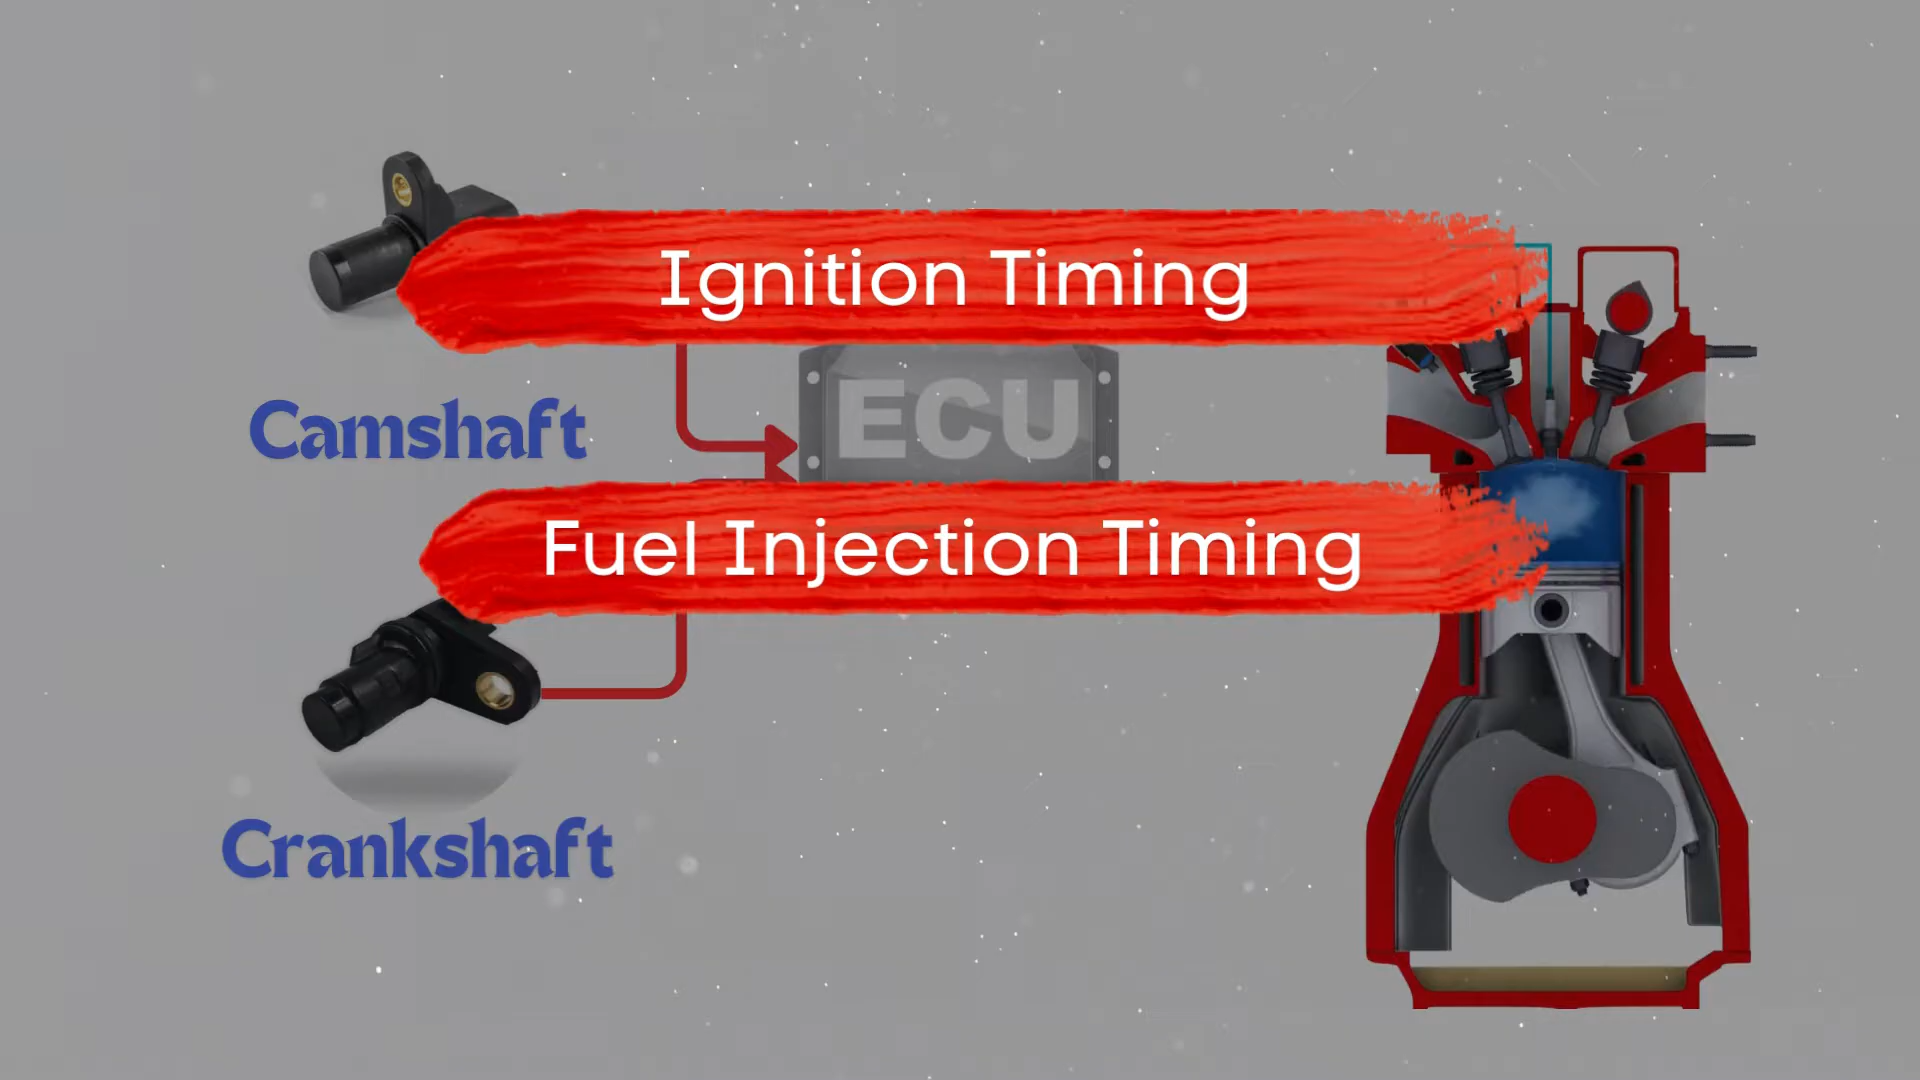 Ignition Timing
Camshaft
ECU
Fuel Injection Timing
Crankshaft